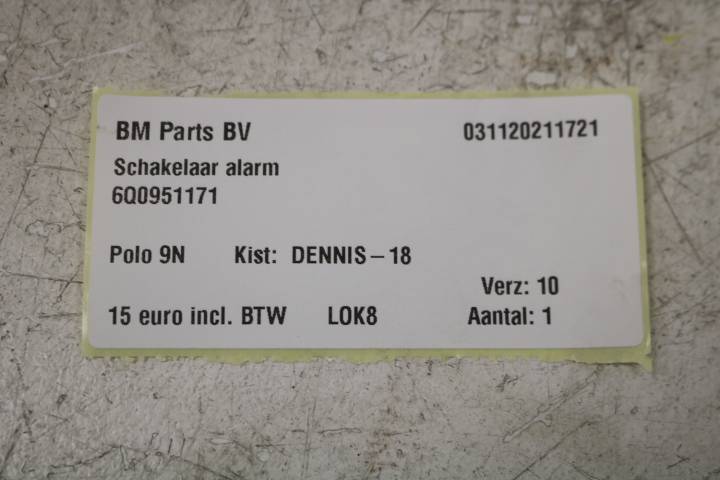 BM Parts BV 031120211721
Schakelaar alarm
6Q0951171
Polo 9N Kist: DENNIS-18
Verz: 10
15 euro incl. BTW LOK8 Aantal: 1